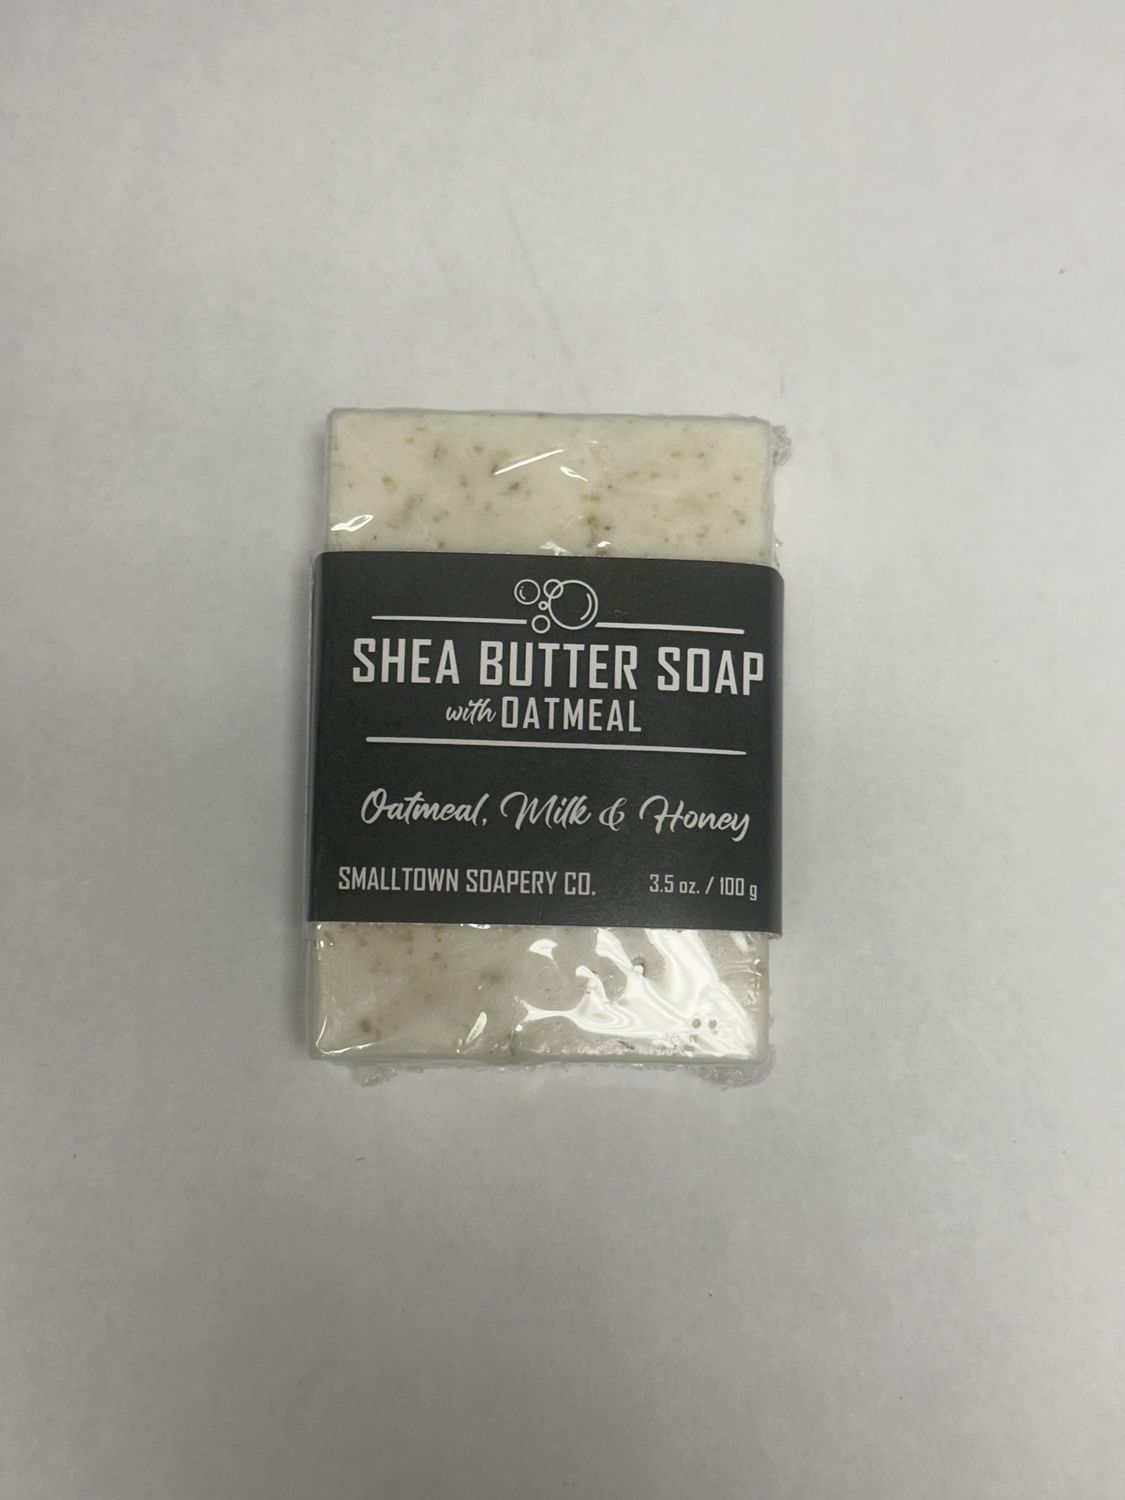 SHEA BUTTER SOAP
with OATMEAL
Oatmeal, Milk & Honey
SMALLTOWN SOAPERY CO. 3.5 oz. / 100 g